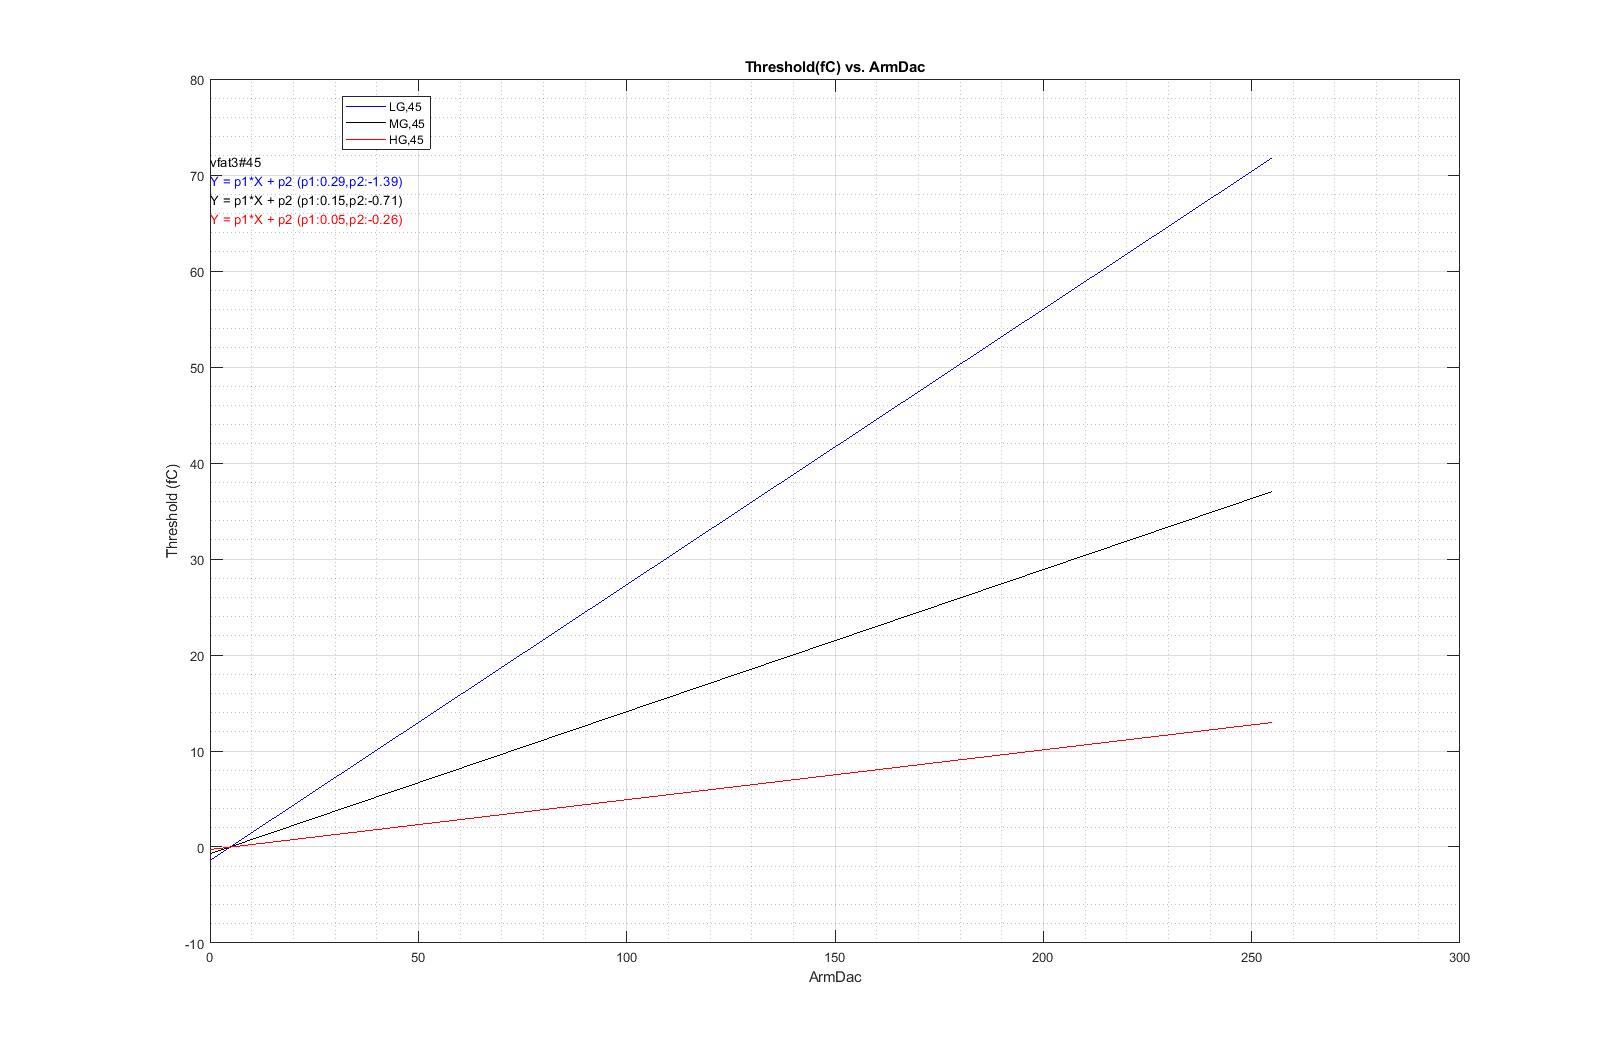 Threshold(fC) vs. ArmDac
80
70
60
50
40
30
20
10
0
-10
Threshold (fC)
LG,45
MG,45
HG,45
vfat3#45
Y = p1*X + p2 (p1:0.29,p2:-1.39)
Y = p1*X + p2 (p1:0.15,p2:-0.71)
Y = p1*X + p2 (p1:0.05,p2:-0.26)
0 50 100 150 200 250 300
ArmDac